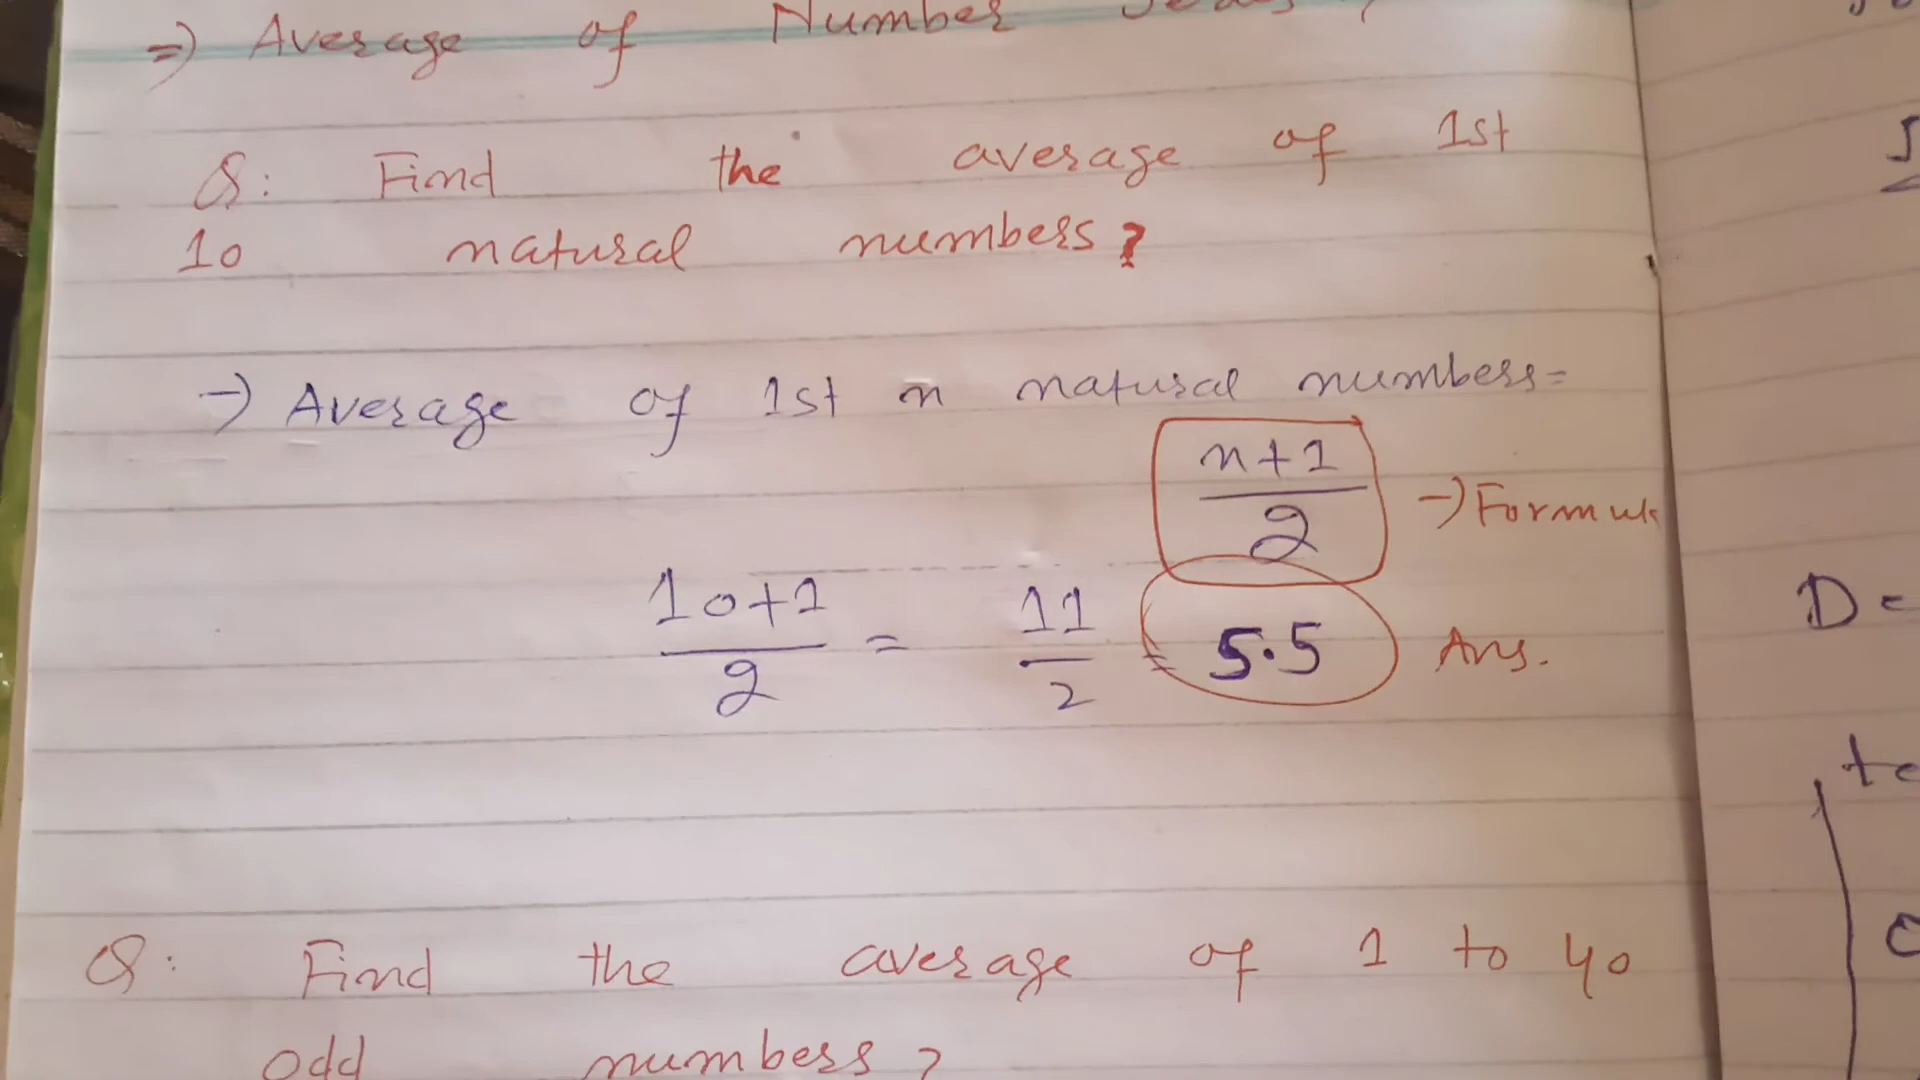 => Average of Number
Q: Find the average of 1st
10 natural numbers?
-> Average of 1st n natural numbers=
n+1
2
-> Formula
10+1
2
=
11
2
= 5.5 Ans.
Q: Find the average of 1 to 40
odd numbers?